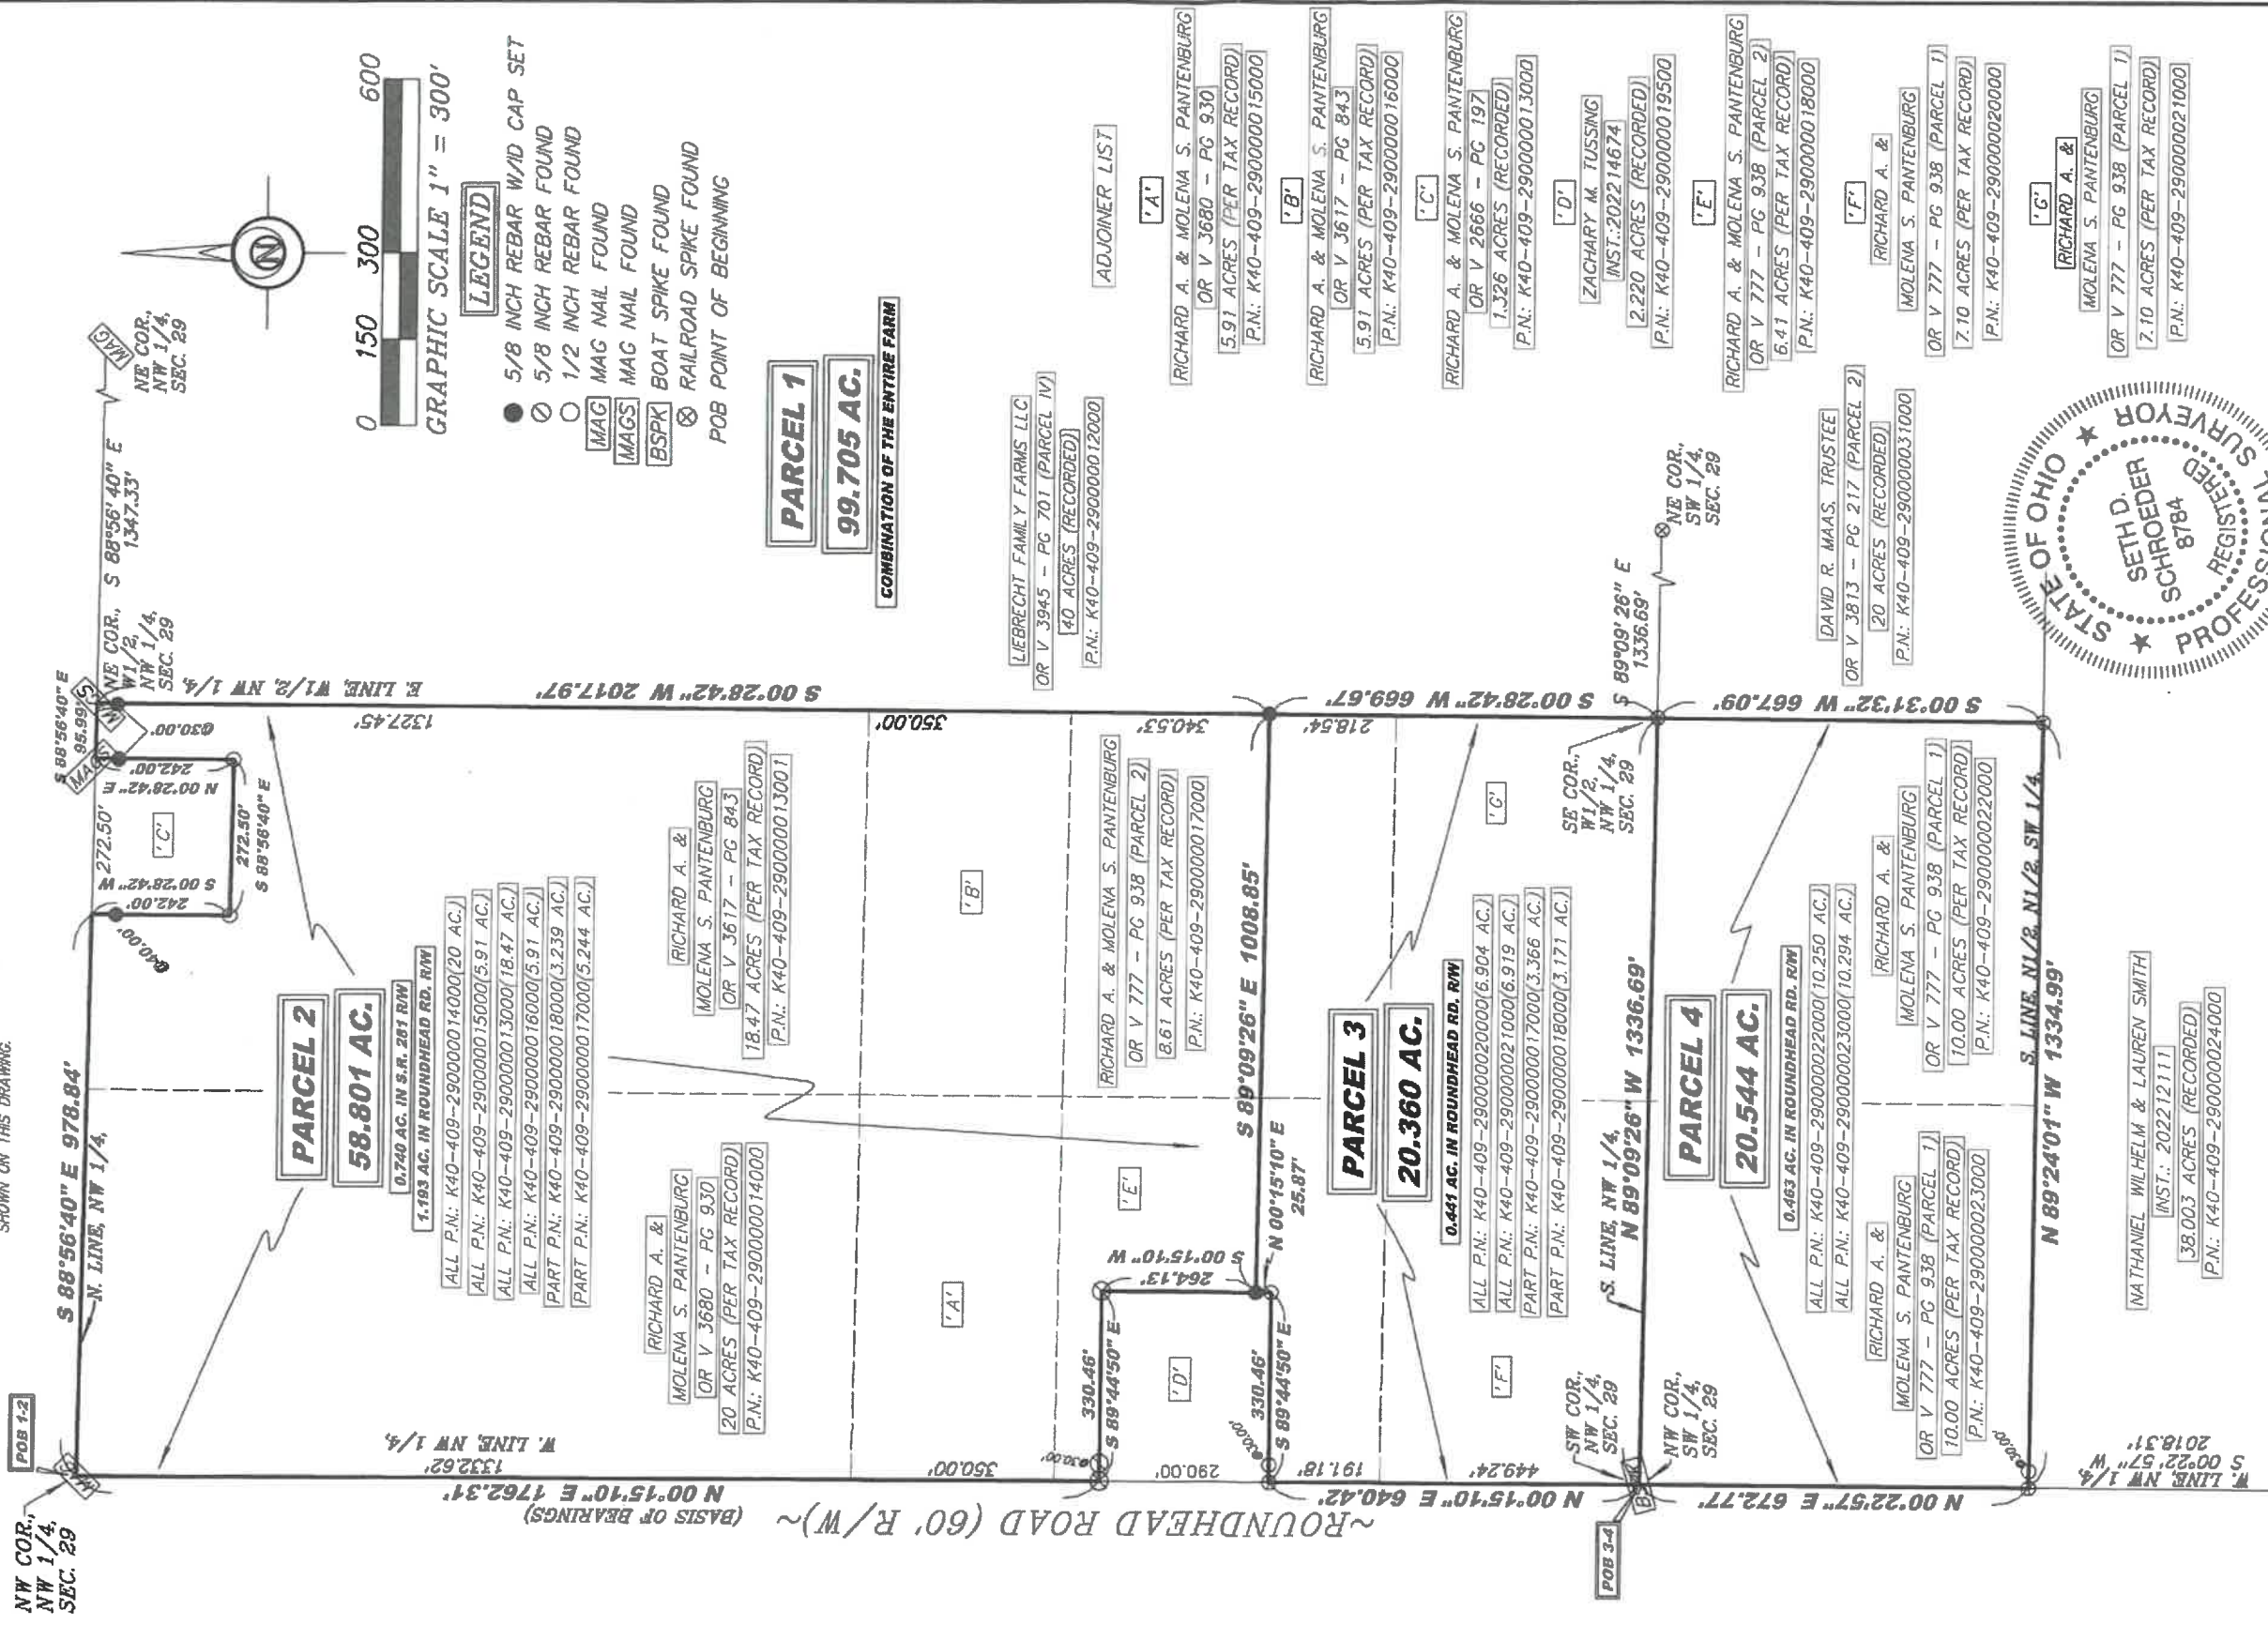 SHOWN ON THIS DRAWING.
NW COR.,
NW 1/4,
SEC. 29
POB 1-2
S 88°56'40" E 978.84'
N. LINE, NW 1/4,
272.50'
S 88°56'40" E
95.99'
MAGS
MAGS
NE COR.,
W1/2,
NW 1/4,
SEC. 29
S 88°56'40" E
1347.33'
MAG
NE COR.,
NW 1/4,
SEC. 29
@40.00'
242.00'
S 00°28'42" W
'C'
N 00°28'42" E
242.00'
@30.00'
272.50'
S 88°56'40" E
E. LINE, W1/2, NW 1/4,
1327.45'
S 00°28'42" W 2017.97'
N
0 150 300 600
GRAPHIC SCALE 1" = 300'
LEGEND
5/8 INCH REBAR W/ID CAP SET
5/8 INCH REBAR FOUND
1/2 INCH REBAR FOUND
MAG MAG NAIL FOUND
MAGS MAG NAIL FOUND
BSPK BOAT SPIKE FOUND
RAILROAD SPIKE FOUND
POB POINT OF BEGINNING
PARCEL 1
99.705 AC.
COMBINATION OF THE ENTIRE FARM
PARCEL 2
58.801 AC.
0.740 AC. IN S.R. 281 R/W
1.193 AC. IN ROUNDHEAD RD. R/W
ALL P.N.: K40-409-290000014000(20 AC.)
ALL P.N.: K40-409-290000015000(5.91 AC.)
ALL P.N.: K40-409-290000013000(18.47 AC.)
ALL P.N.: K40-409-290000016000(5.91 AC.)
PART P.N.: K40-409-290000018000(3.239 AC.)
PART P.N.: K40-409-290000017000(5.244 AC.)
RICHARD A. &
MOLENA S. PANTENBURG
OR V 3680 - PG 930
20 ACRES (PER TAX RECORD)
P.N.: K40-409-290000014000
RICHARD A. &
MOLENA S. PANTENBURG
OR V 3617 - PG 843
18.47 ACRES (PER TAX RECORD)
P.N.: K40-409-290000013001
W. LINE, NW 1/4,
1332.62'
N 00°15'10" E 1762.31'
(BASIS OF BEARINGS)
~ROUNDHEAD ROAD (60' R/W)~
350.00'
'A'
'B'
350.00'
LIEBRECHT FAMILY FARMS LLC
OR V 3945 - PG 701 (PARCEL IV)
40 ACRES (RECORDED)
P.N.: K40-409-290000012000
330.46'
S 89°44'50" E
@30.00'
'E'
RICHARD A. & MOLENA S. PANTENBURG
OR V 777 - PG 938 (PARCEL 2)
8.61 ACRES (PER TAX RECORD)
P.N.: K40-409-290000017000
340.53'
290.00'
'D'
264.13'
S 00°15'10" W
330.46'
S 89°44'50" E
@30.00'
N 00°15'10" E
25.87'
S 89°09'26" E 1008.85'
218.54'
S 00°28'42" W 669.67'
191.18'
449.24'
N 00°15'10" E 640.42'
PARCEL 3
20.360 AC.
0.441 AC. IN ROUNDHEAD RD. R/W
ALL P.N.: K40-409-290000020000(6.904 AC.)
ALL P.N.: K40-409-290000021000(6.919 AC.)
PART P.N.: K40-409-290000017000(3.366 AC.)
PART P.N.: K40-409-290000018000(3.171 AC.)
'F'
'G'
SE COR.,
W1/2,
NW 1/4,
SEC. 29
S 89°09'26" E
1336.69'
NE COR.,
SW 1/4,
SEC. 29
SW COR.,
NW 1/4,
SEC. 29
S. LINE, NW 1/4,
N 89°09'26" W 1336.69'
POB 3-4
BSPK
NW COR.,
SW 1/4,
SEC. 29
PARCEL 4
20.544 AC.
0.463 AC. IN ROUNDHEAD RD. R/W
ALL P.N.: K40-409-290000022000(10.250 AC.)
ALL P.N.: K40-409-290000023000(10.294 AC.)
RICHARD A. &
MOLENA S. PANTENBURG
OR V 777 - PG 938 (PARCEL 1)
10.00 ACRES (PER TAX RECORD)
P.N.: K40-409-290000023000
RICHARD A. &
MOLENA S. PANTENBURG
OR V 777 - PG 938 (PARCEL 1)
10.00 ACRES (PER TAX RECORD)
P.N.: K40-409-290000022000
N 00°22'57" E 672.77'
S 00°31'32" W 667.09'
@30.00'
S. LINE, N1/2, N1/2, SW 1/4,
N 89°24'01" W 1334.99'
W. LINE, NW 1/4,
S 00°22'57" W
2018.31'
NATHANIEL WILHELM & LAUREN SMITH
INST.: 202212111
38.003 ACRES (RECORDED)
P.N.: K40-409-290000024000
DAVID R. MAAS, TRUSTEE
OR V 3813 - PG 217 (PARCEL 2)
20 ACRES (RECORDED)
P.N.: K40-409-290000031000
ADJOINER LIST
'A'
RICHARD A. & MOLENA S. PANTENBURG
OR V 3680 - PG 930
5.91 ACRES (PER TAX RECORD)
P.N.: K40-409-290000015000
'B'
RICHARD A. & MOLENA S. PANTENBURG
OR V 3617 - PG 843
5.91 ACRES (PER TAX RECORD)
P.N.: K40-409-290000016000
'C'
RICHARD A. & MOLENA S. PANTENBURG
OR V 2666 - PG 197
1.326 ACRES (RECORDED)
P.N.: K40-409-290000013000
'D'
ZACHARY M. TUSSING
INST.:202214674
2.220 ACRES (RECORDED)
P.N.: K40-409-290000019500
'E'
RICHARD A. & MOLENA S. PANTENBURG
OR V 777 - PG 938 (PARCEL 2)
6.41 ACRES (PER TAX RECORD)
P.N.: K40-409-290000018000
'F'
RICHARD A. &
MOLENA S. PANTENBURG
OR V 777 - PG 938 (PARCEL 1)
7.10 ACRES (PER TAX RECORD)
P.N.: K40-409-290000020000
'G'
RICHARD A. &
MOLENA S. PANTENBURG
OR V 777 - PG 938 (PARCEL 1)
7.10 ACRES (PER TAX RECORD)
P.N.: K40-409-290000021000
STATE OF OHIO
SETH D.
SCHROEDER
8784
REGISTERED
PROFESSIONAL SURVEYOR